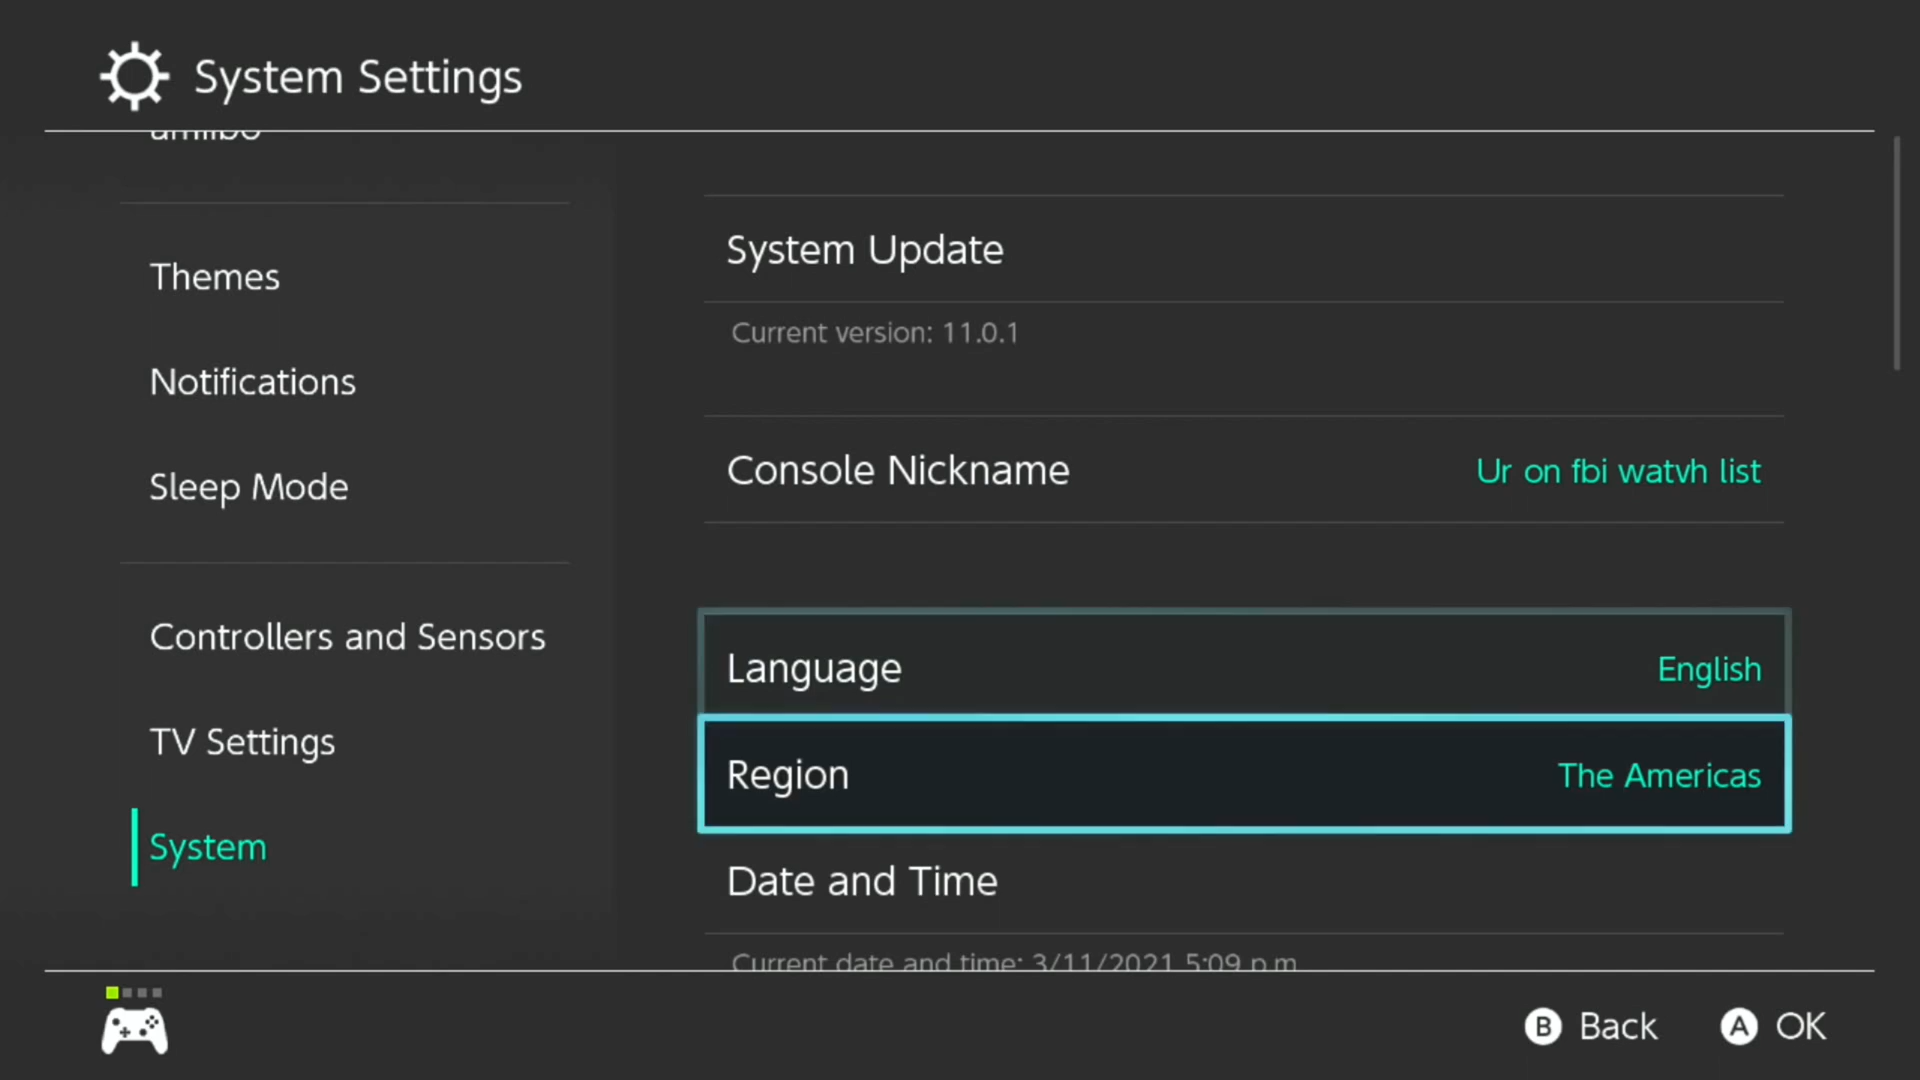 System Settings
amiibo
Themes
Notifications
Sleep Mode
Controllers and Sensors
TV Settings
System
System Update
Current version: 11.0.1
Console Nickname
Ur on fbi watvh list
Language
English
Region
The Americas
Date and Time
Current date and time: 3/11/2021 5:09 p.m
B Back
A OK